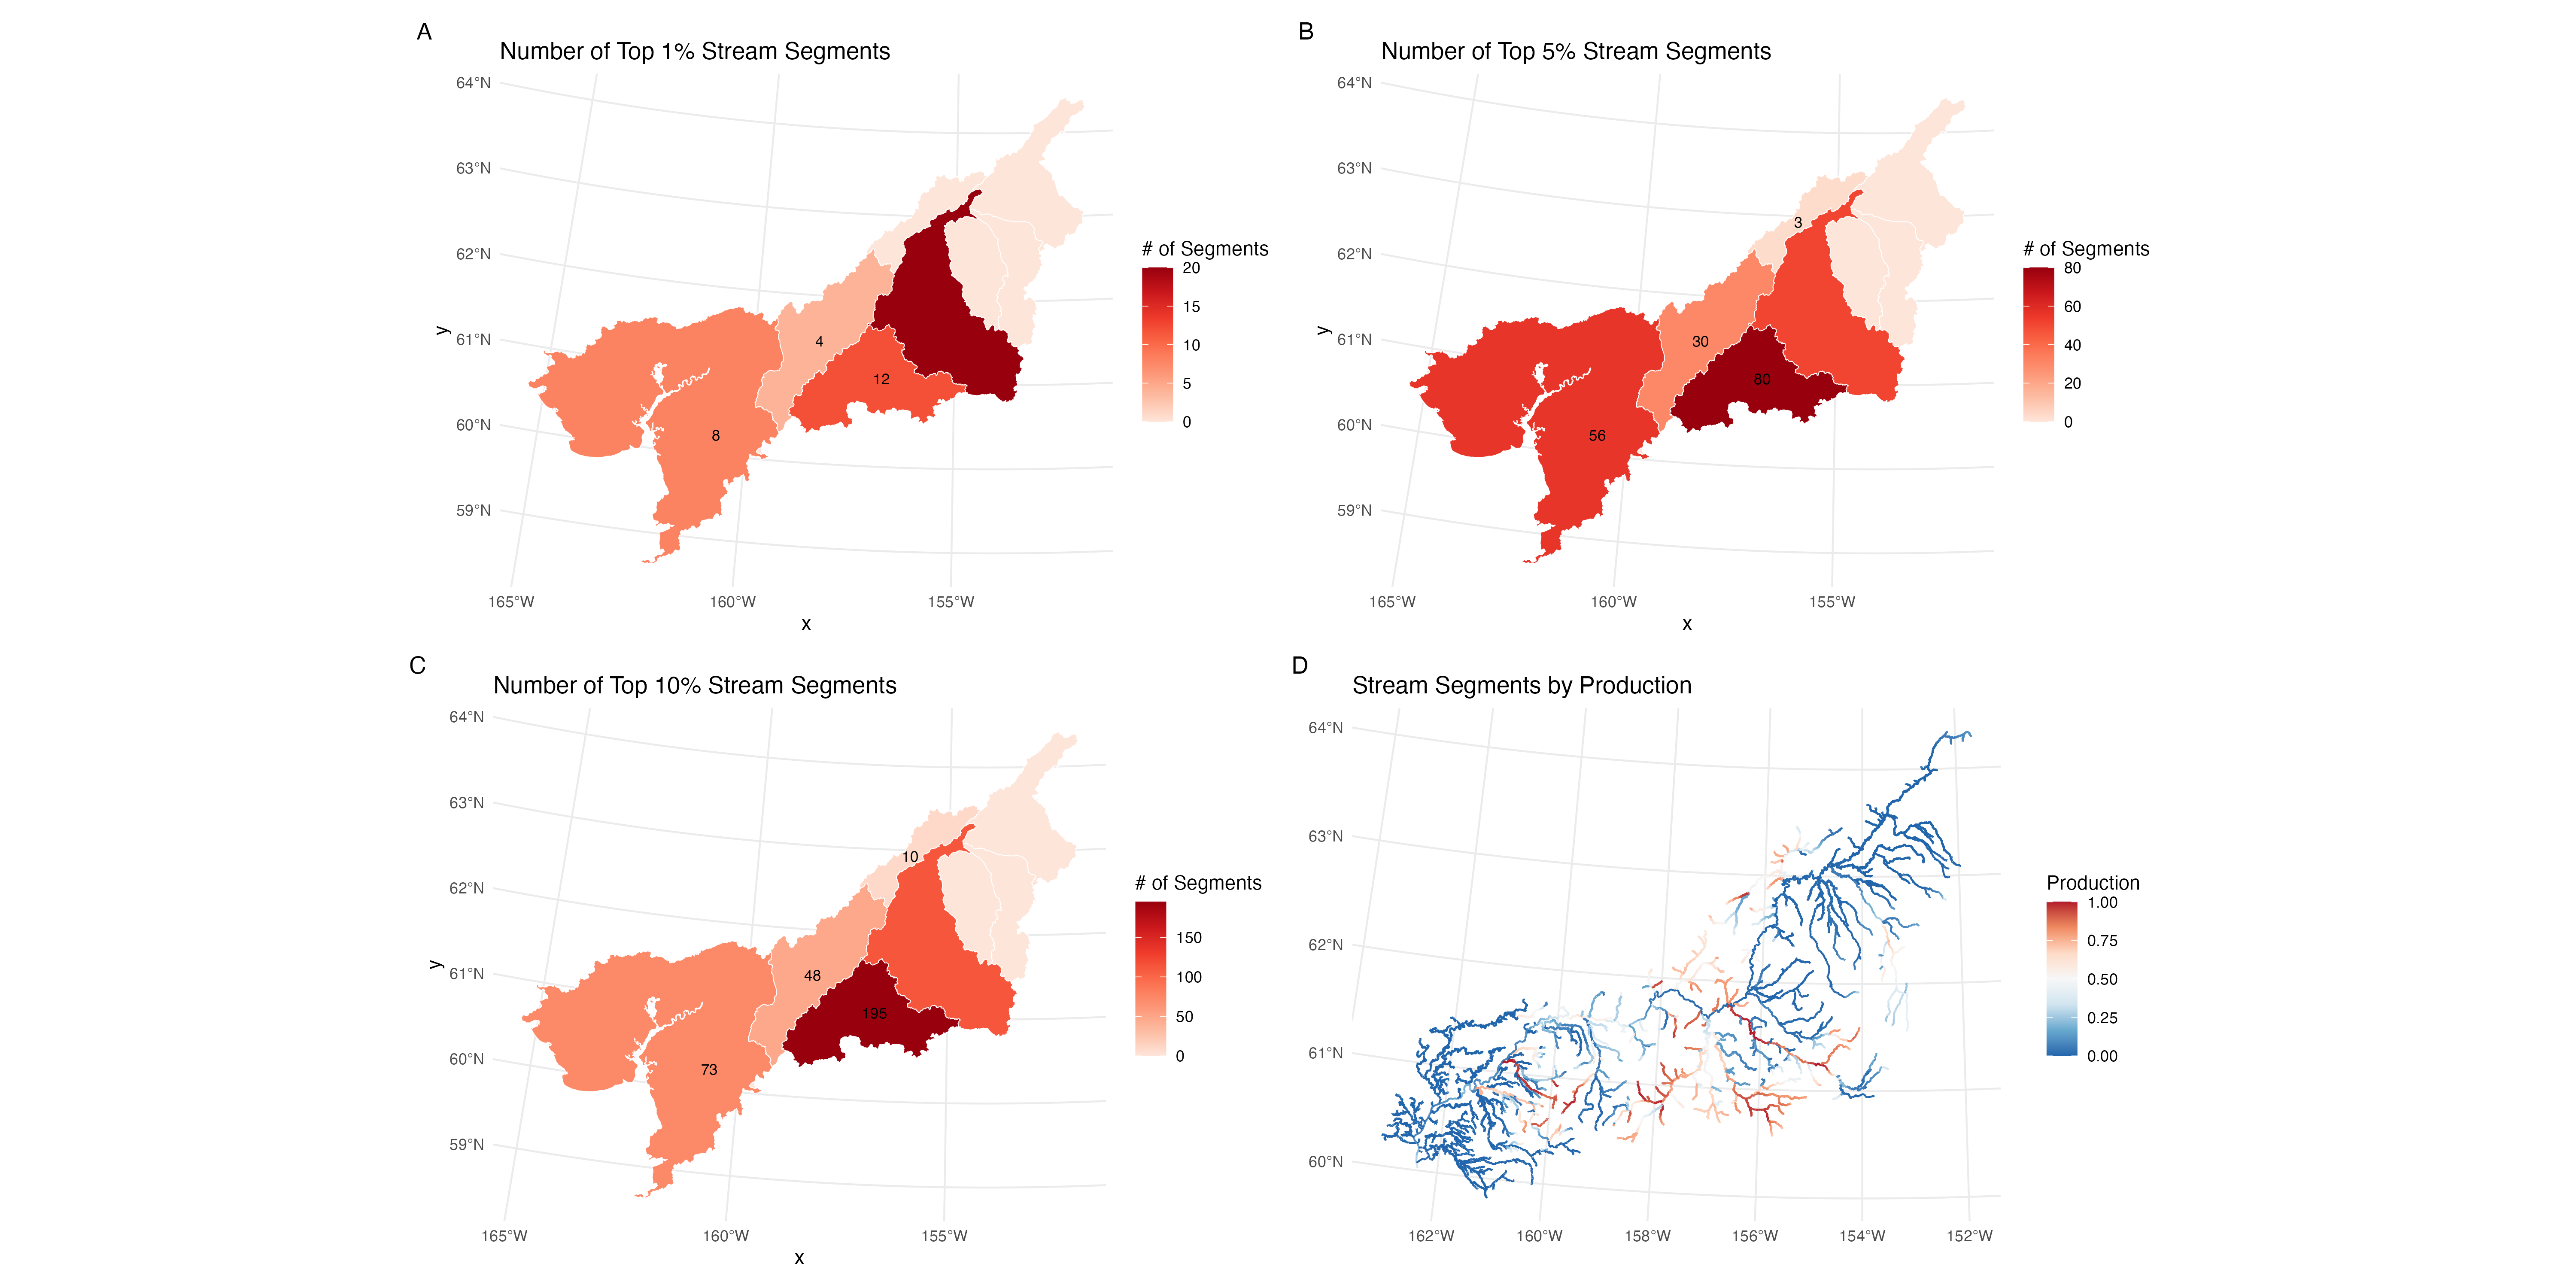 A
Number of Top 1% Stream Segments
64°N
63°N
62°N
61°N
60°N
59°N
y
4
12
8
165°W
160°W
155°W
x
# of Segments
20
15
10
5
0
B
Number of Top 5% Stream Segments
64°N
63°N
62°N
61°N
60°N
59°N
y
3
30
80
56
165°W
160°W
155°W
x
# of Segments
80
60
40
20
0
C
Number of Top 10% Stream Segments
64°N
63°N
62°N
61°N
60°N
59°N
y
10
48
195
73
165°W
160°W
155°W
x
# of Segments
150
100
50
0
D
Stream Segments by Production
64°N
63°N
62°N
61°N
60°N
162°W
160°W
158°W
156°W
154°W
152°W
Production
1.00
0.75
0.50
0.25
0.00